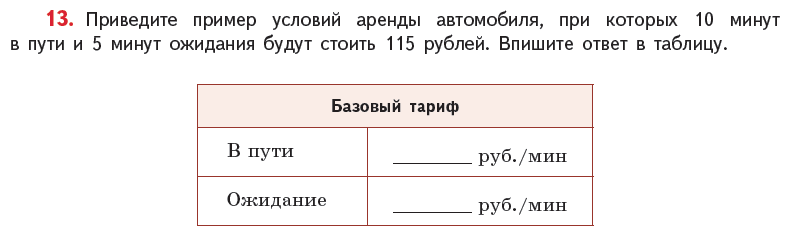 13. Приведите пример условий аренды автомобиля, при которых 10 минут
в пути и 5 минут ожидания будут стоить 115 рублей. Впишите ответ в таблицу.
Базовый тариф
В пути ________ руб./мин
Ожидание ________ руб./мин